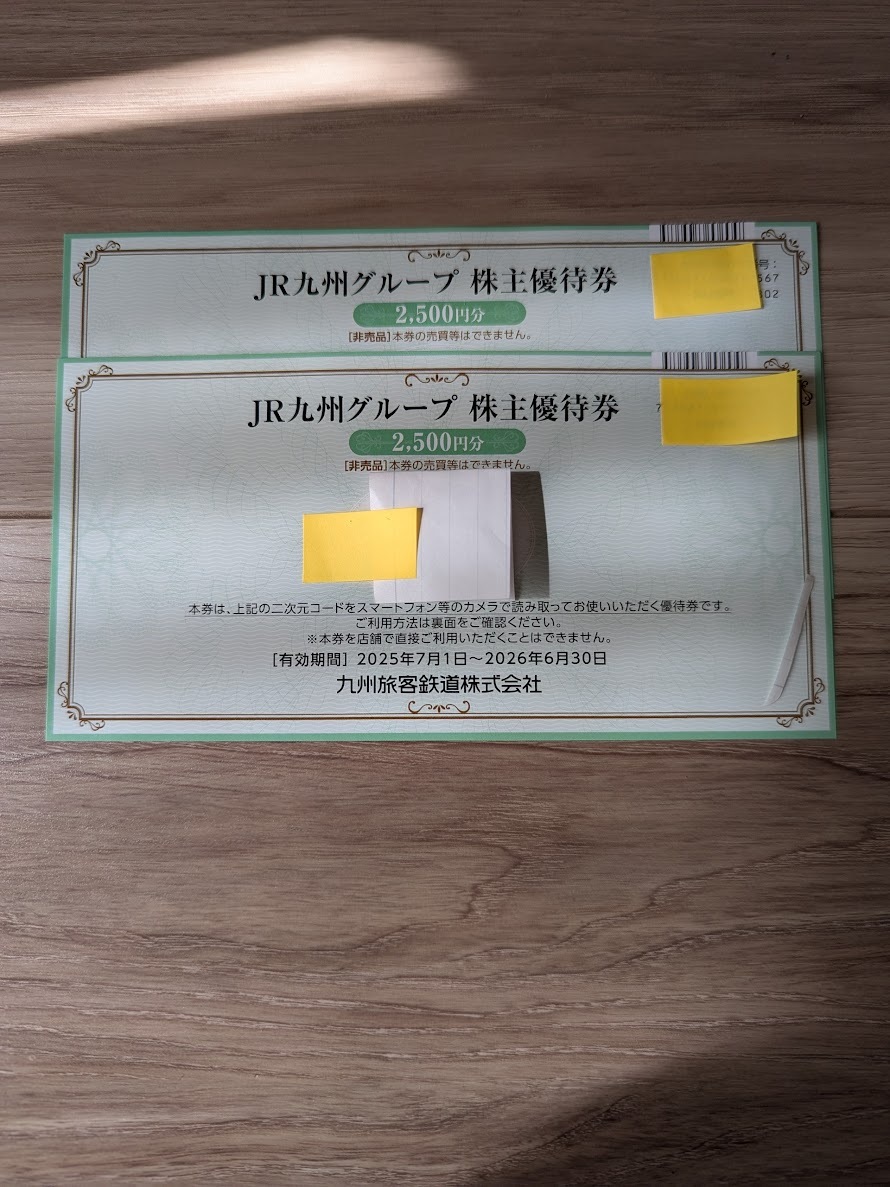 JR九州グループ 株主優待券
2,500円分
[非売品]本券の売買等はできません。
号:
567
02
JR九州グループ 株主優待券
7
2,500円分
[非売品]本券の売買等はできません。
本券は、上記の二次元コードをスマートフォン等のカメラで読み取ってお使いいただく優待券です。
ご利用方法は裏面をご確認ください。
※本券を店舗で直接ご利用いただくことはできません。
[有効期間] 2025年7月1日～2026年6月30日
九州旅客鉄道株式会社